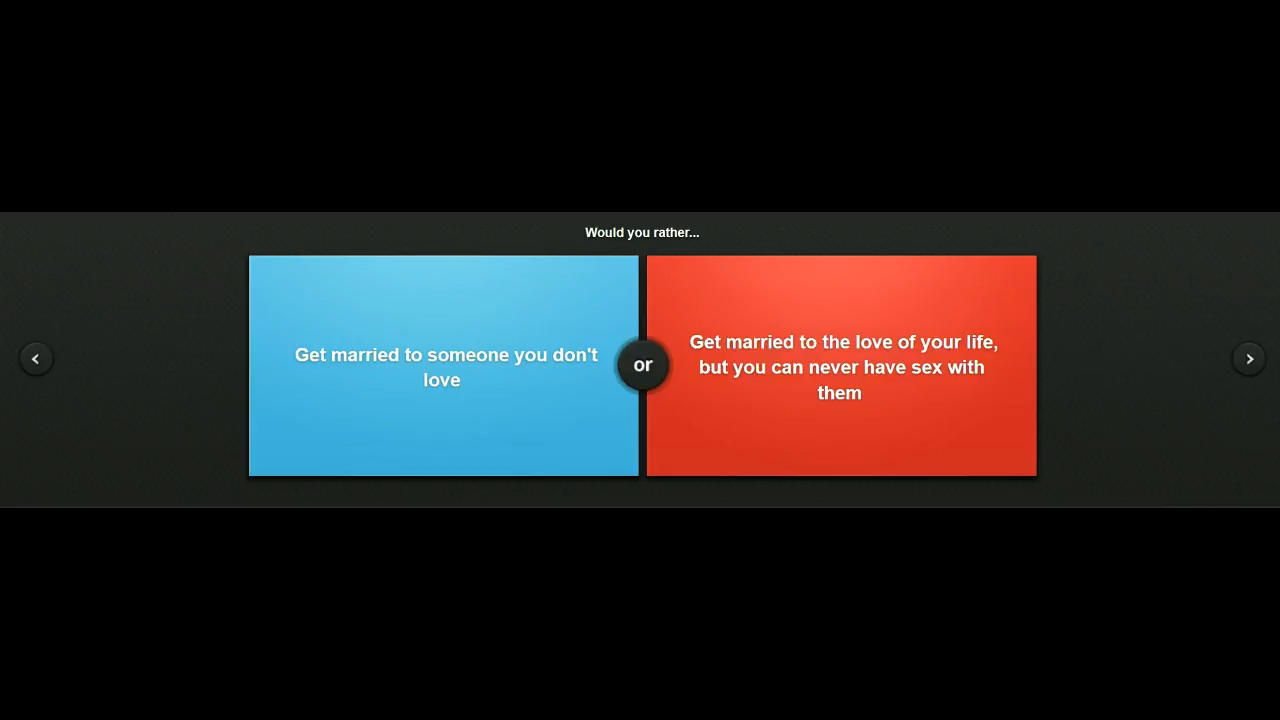 Would you rather...
Get married to someone you don't
love
or
Get married to the love of your life,
but you can never have sex with
them